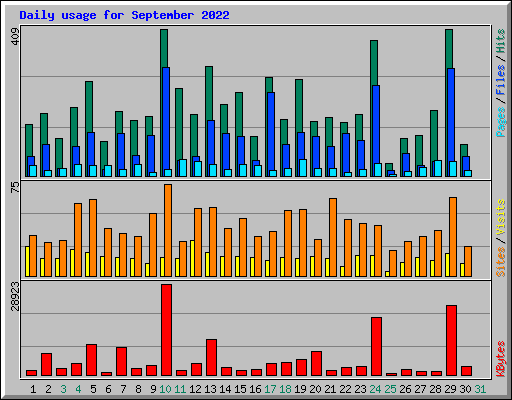 Daily usage for September 2022
409
Pages / Files / Hits
75
Sites / Visits
28923
KBytes
1 2 3 4 5 6 7 8 9 10 11 12 13 14 15 16 17 18 19 20 21 22 23 24 25 26 27 28 29 30 31